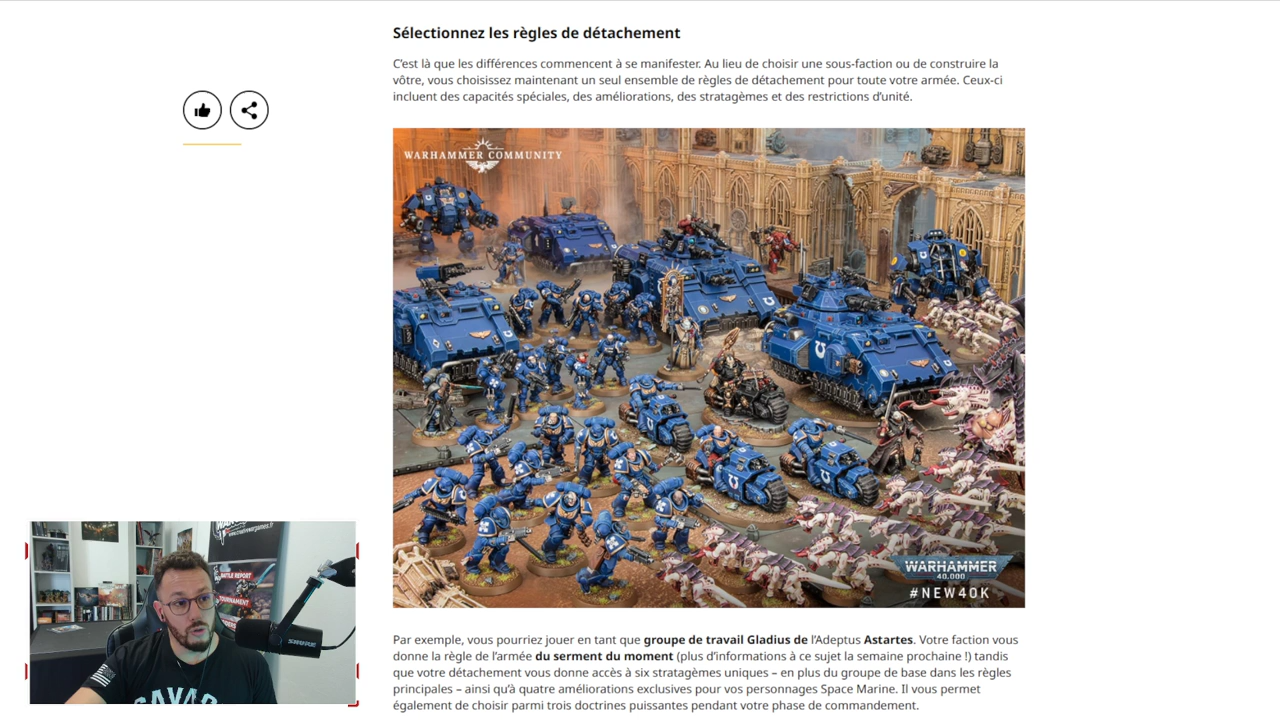 Sélectionnez les règles de détachement
C'est là que les différences commencent à se manifester. Au lieu de choisir une sous-faction ou de construire la
vôtre, vous choisissez maintenant un seul ensemble de règles de détachement pour toute votre armée. Ceux-ci
incluent des capacités spéciales, des améliorations, des stratagèmes et des restrictions d'unité.
WARHAMMER COMMUNITY
WARHAMMER
40,000
#NEW40K
BATTLE REPORT
TOURNAMENT
SHURE
SAVAG
Par exemple, vous pourriez jouer en tant que groupe de travail Gladius de l'Adeptus Astartes. Votre faction vous
donne la règle de l'armée du serment du moment (plus d'informations à ce sujet la semaine prochaine !) tandis
que votre détachement vous donne accès à six stratagèmes uniques – en plus du groupe de base dans les règles
principales – ainsi qu'à quatre améliorations exclusives pour vos personnages Space Marine. Il vous permet
également de choisir parmi trois doctrines puissantes pendant votre phase de commandement.